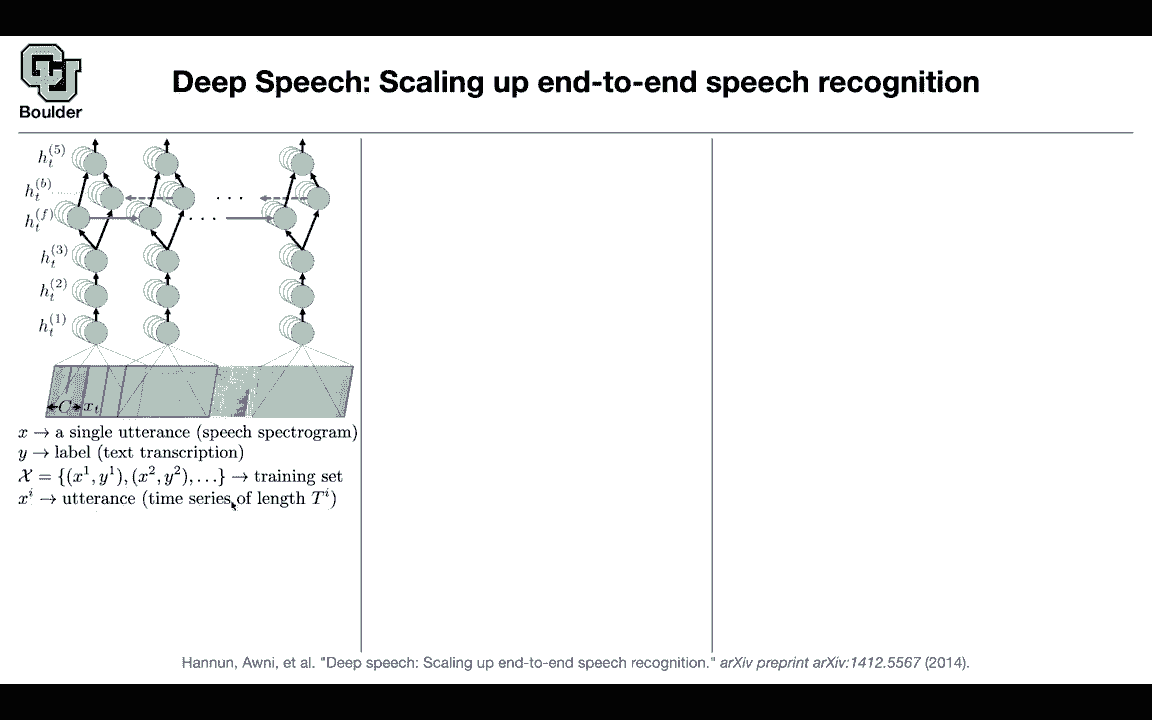 Boulder
Deep Speech: Scaling up end-to-end speech recognition
h_t^{(5)}
h_t^{(b)}
h_t^{(f)}
h_t^{(3)}
h_t^{(2)}
h_t^{(1)}
. . .
. . .
C x_t
x → a single utterance (speech spectrogram)
y → label (text transcription)
𝒳 = {(x^1, y^1), (x^2, y^2), . . .} → training set
x^i → utterance (time series of length T^i)
Hannun, Awni, et al. "Deep speech: Scaling up end-to-end speech recognition." arXiv preprint arXiv:1412.5567 (2014).